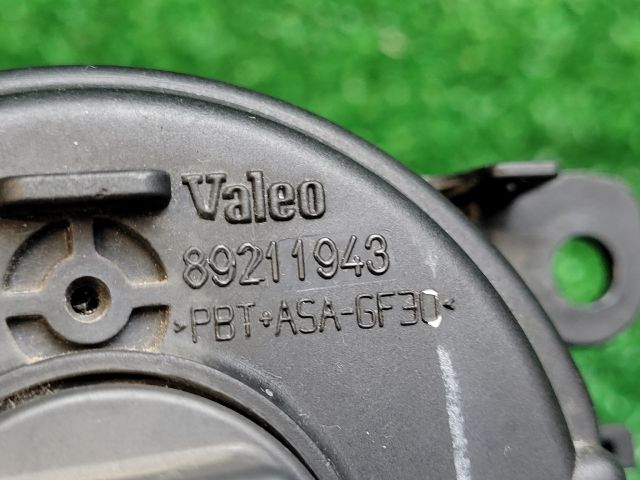 Valeo
89211943
>PBT+ASA-GF30<